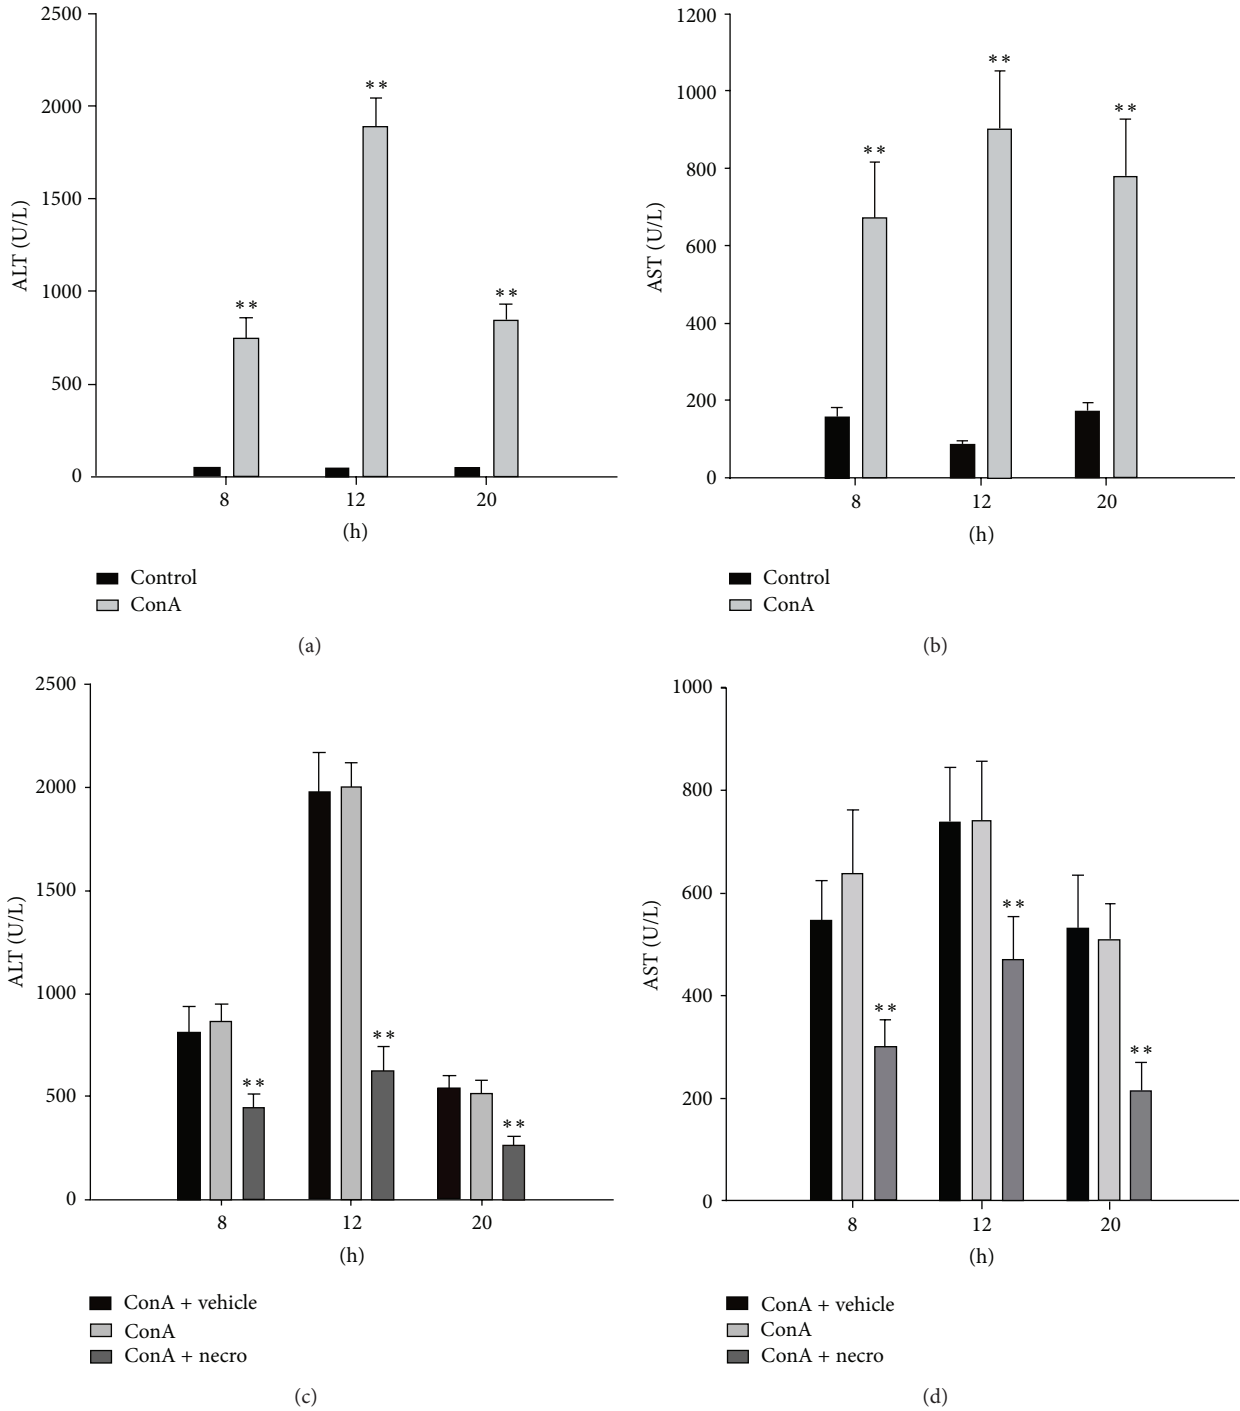 2500
2000
1500
1000
500
0
ALT (U/L)
**
**
**
8 12 20
(h)
Control
ConA
(a)
1200
1000
800
600
400
200
0
AST (U/L)
**
**
**
8 12 20
(h)
Control
ConA
(b)
2500
2000
1500
1000
500
0
ALT (U/L)
**
**
**
8 12 20
(h)
ConA + vehicle
ConA
ConA + necro
(c)
1000
800
600
400
200
0
AST (U/L)
**
**
**
8 12 20
(h)
ConA + vehicle
ConA
ConA + necro
(d)